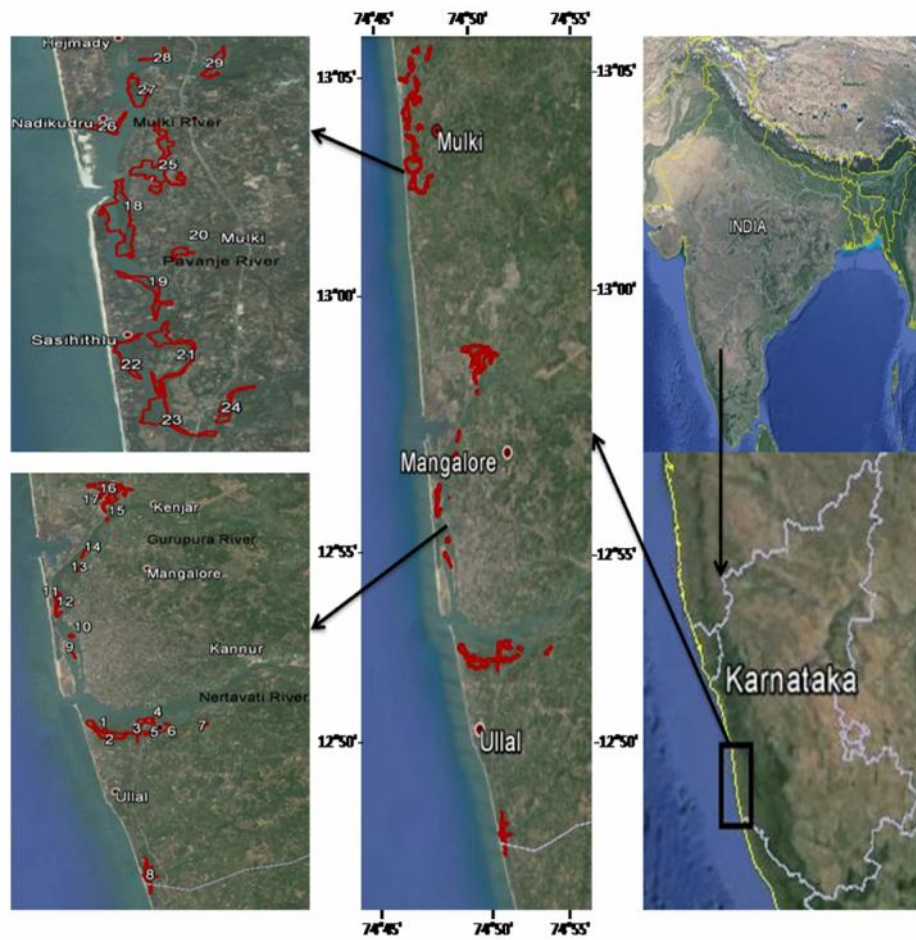 74°45' 74°50' 74°55'
Hejmady
28
29
27
Nadikudru
26
Mulki River
25
18
20
Mulki
Pavanje River
19
Sasihithlu
21
22
24
23
16
17
15
Kenjar
Gurupura River
14
13
Mangalore
11
12
10
9
Kannur
Nertavati River
4
1
3
5
6
7
2
Ullal
8
13°05'
Mulki
13°00'
Mangalore
12°55'
12°50'
Ullal
13°05'
13°00'
12°55'
12°50'
74°45' 74°50' 74°55'
INDIA
Karnataka